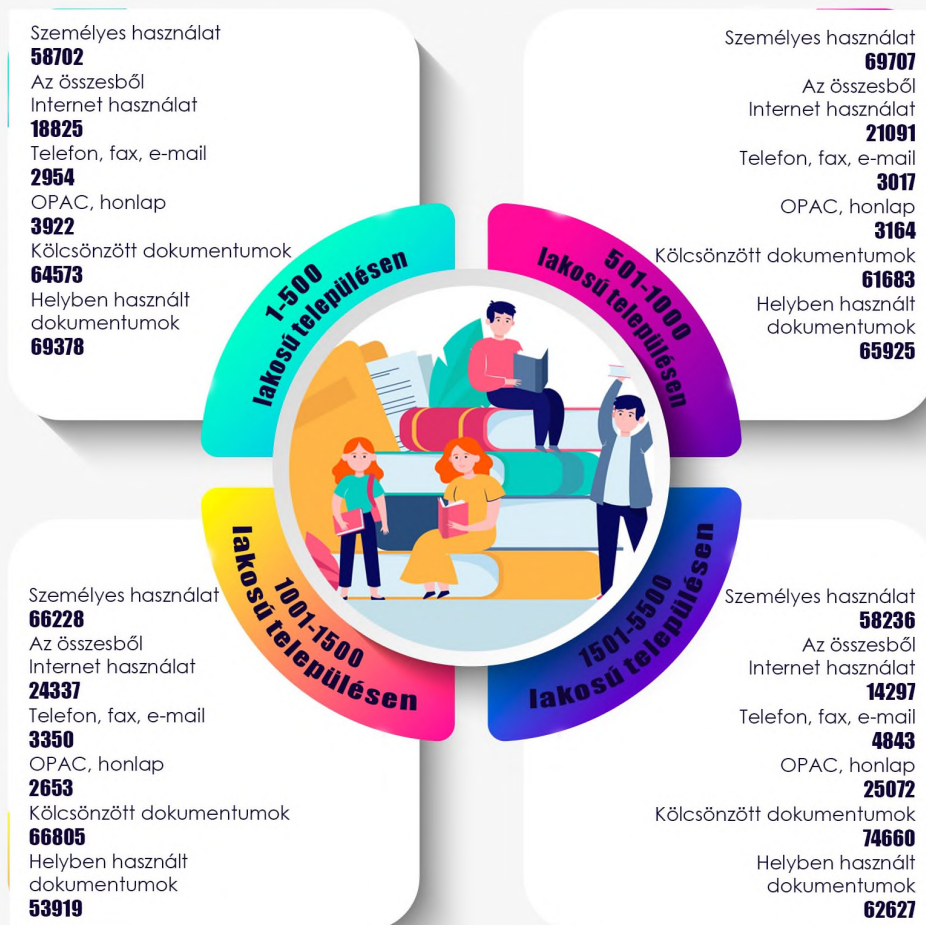 Személyes használat
58702
Az összesből
Internet használat
18825
Telefon, fax, e-mail
2954
OPAC, honlap
3922
Kölcsönzött dokumentumok
64573
Helyben használt
dokumentumok
69378
Személyes használat
69707
Az összesből
Internet használat
21091
Telefon, fax, e-mail
3017
OPAC, honlap
3164
Kölcsönzött dokumentumok
61683
Helyben használt
dokumentumok
65925
1-500
lakosú településen
501-1000
lakosú településen
1001-1500
lakosú településen
1501-5500
lakosú településen
Személyes használat
66228
Az összesből
Internet használat
24337
Telefon, fax, e-mail
3350
OPAC, honlap
2653
Kölcsönzött dokumentumok
66805
Helyben használt
dokumentumok
53919
Személyes használat
58236
Az összesből
Internet használat
14297
Telefon, fax, e-mail
4843
OPAC, honlap
25072
Kölcsönzött dokumentumok
74660
Helyben használt
dokumentumok
62627